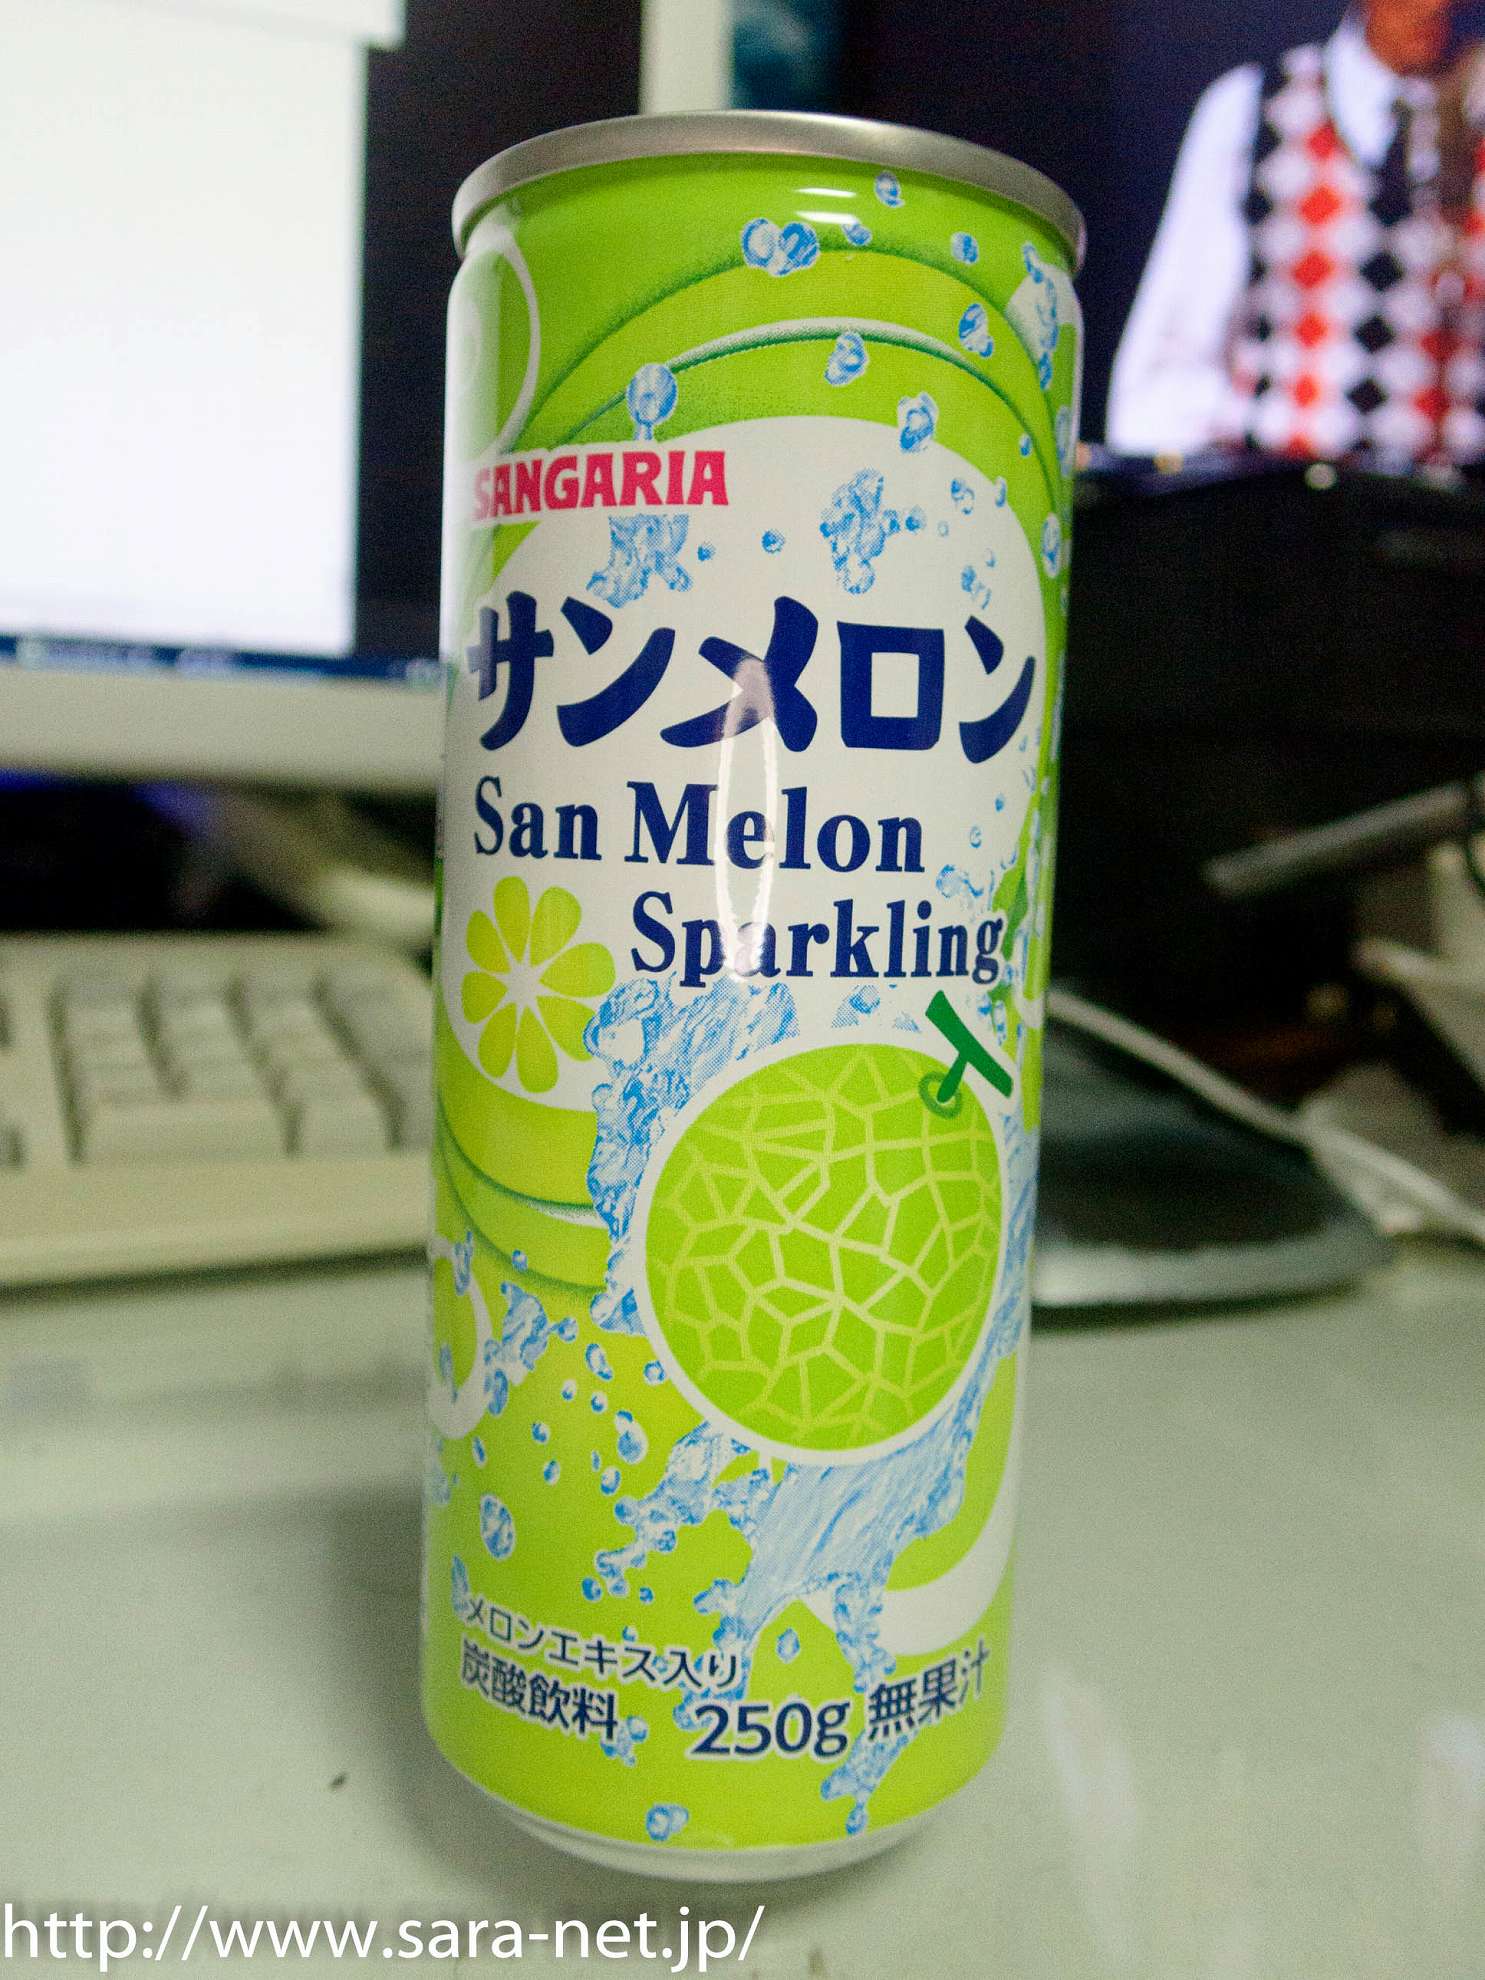 SANGARIA
サンメロン
San Melon
Sparkling
メロンエキス入り
炭酸飲料
250g 無果汁
http://www.sara-net.jp/